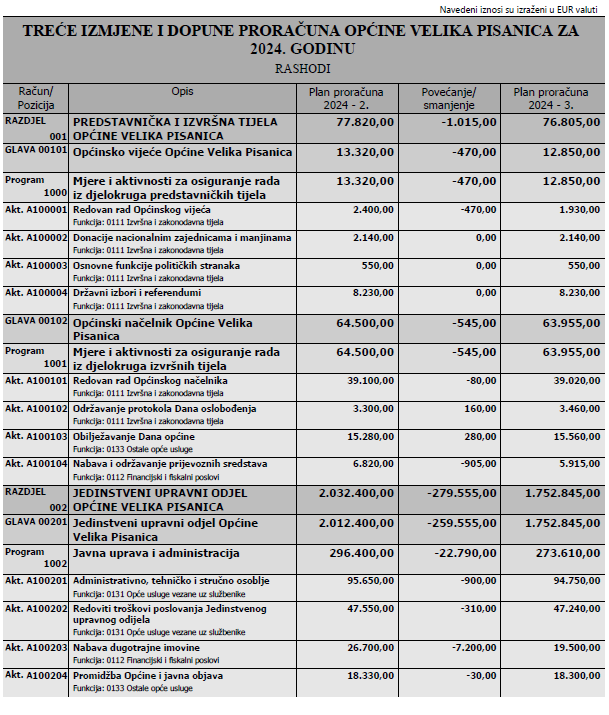 Navedeni iznosi su izraženi u EUR valuti
TREĆE IZMJENE I DOPUNE PRORAČUNA OPĆINE VELIKA PISANICA ZA
2024. GODINU
RASHODI
Račun/ Pozicija Opis Plan proračuna 2024 - 2. Povećanje/ smanjenje Plan proračuna 2024 - 3.
RAZDJEL 001 PREDSTAVNIČKA I IZVRŠNA TIJELA 77.820,00 -1.015,00 76.805,00
OPĆINE VELIKA PISANICA
GLAVA 00101 Općinsko vijeće Općine Velika Pisanica 13.320,00 -470,00 12.850,00
Program 1000 Mjere i aktivnosti za osiguranje rada 13.320,00 -470,00 12.850,00
iz djelokruga predstavničkih tijela
Akt. A100001 Redovan rad Općinskog vijeća 2.400,00 -470,00 1.930,00
Funkcija: 0111 Izvršna i zakonodavna tijela
Akt. A100002 Donacije nacionalnim zajednicama i manjinama 2.140,00 0,00 2.140,00
Funkcija: 0111 Izvršna i zakonodavna tijela
Akt. A100003 Osnovne funkcije političkih stranaka 550,00 0,00 550,00
Funkcija: 0111 Izvršna i zakonodavna tijela
Akt. A100004 Državni izbori i referendumi 8.230,00 0,00 8.230,00
Funkcija: 0111 Izvršna i zakonodavna tijela
GLAVA 00102 Općinski načelnik Općine Velika 64.500,00 -545,00 63.955,00
Pisanica
Program 1001 Mjere i aktivnosti za osiguranje rada 64.500,00 -545,00 63.955,00
iz djelokruga izvršnih tijela
Akt. A100101 Redovan rad Općinskog načelnika 39.100,00 -80,00 39.020,00
Funkcija: 0111 Izvršna i zakonodavna tijela
Akt. A100102 Održavanje protokola Dana oslobođenja 3.300,00 160,00 3.460,00
Funkcija: 0111 Izvršna i zakonodavna tijela
Akt. A100103 Obilježavanje Dana općine 15.280,00 280,00 15.560,00
Funkcija: 0133 Ostale opće usluge
Akt. A100104 Nabava i održavanje prijevoznih sredstava 6.820,00 -905,00 5.915,00
Funkcija: 0112 Financijski i fiskalni poslovi
RAZDJEL 002 JEDINSTVENI UPRAVNI ODJEL 2.032.400,00 -279.555,00 1.752.845,00
OPĆINE VELIKA PISANICA
GLAVA 00201 Jedinstveni upravni odjel Općine 2.012.400,00 -259.555,00 1.752.845,00
Velika Pisanica
Program 1002 Javna uprava i administracija 296.400,00 -22.790,00 273.610,00
Akt. A100201 Administrativno, tehničko i stručno osoblje 95.650,00 -900,00 94.750,00
Funkcija: 0131 Opće usluge vezane uz službenike
Akt. A100202 Redoviti troškovi poslovanja Jedinstvenog 47.550,00 -310,00 47.240,00
upravnog odijela
Funkcija: 0131 Opće usluge vezane uz službenike
Akt. A100203 Nabava dugotrajne imovine 26.700,00 -7.200,00 19.500,00
Funkcija: 0112 Financijski i fiskalni poslovi
Akt. A100204 Promidžba Općine i javna objava 18.330,00 -30,00 18.300,00
Funkcija: 0133 Ostale opće usluge